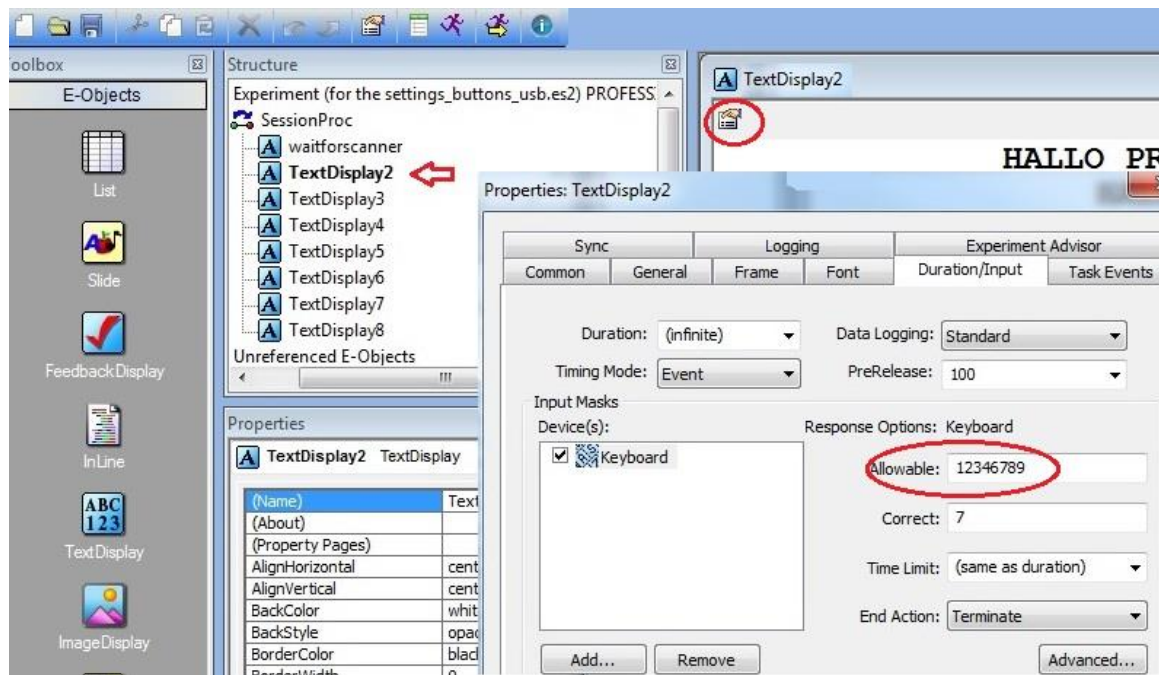 oolbox
E-Objects
List
Slide
FeedbackDisplay
InLine
ABC
123
TextDisplay
ImageDisplay
Structure
Experiment (for the settings_buttons_usb.es2) PROFESS
SessionProc
A waitforscanner
A TextDisplay2
A TextDisplay3
A TextDisplay4
A TextDisplay5
A TextDisplay6
A TextDisplay7
A TextDisplay8
Unreferenced E-Objects
Properties
A TextDisplay2 TextDisplay
(Name) Text
(About)
(Property Pages)
AlignHorizontal cent
AlignVertical cent
BackColor whit
BackStyle opac
BorderColor blac
BorderWidth 0
A TextDisplay2
HALLO PR
Properties: TextDisplay2
Sync Logging Experiment Advisor
Common General Frame Font Duration/Input Task Events
Duration: (infinite) Data Logging: Standard
Timing Mode: Event PreRelease: 100
Input Masks
Device(s): Response Options: Keyboard
Keyboard
Allowable: 12346789
Correct: 7
Time Limit: (same as duration)
End Action: Terminate
Add... Remove Advanced...